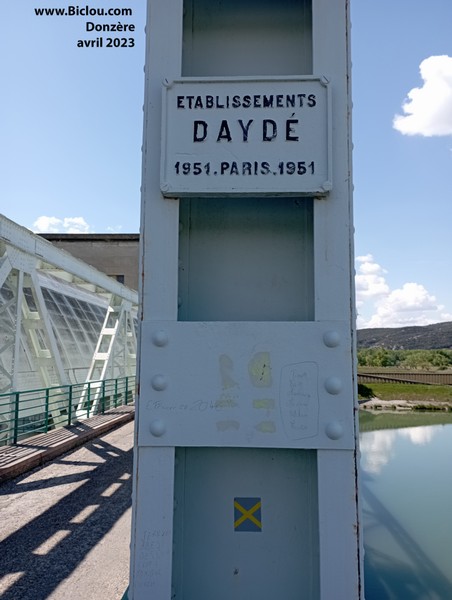 www.Biclou.com
Donzère
avril 2023
ETABLISSEMENTS
DAYDÉ
1951.PARIS.1951